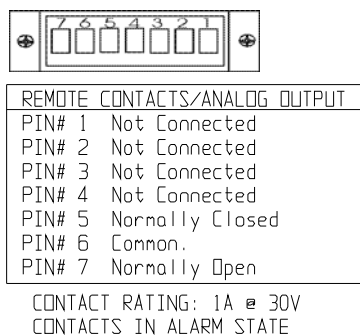 7 6 5 4 3 2 1
REMOTE CONTACTS/ANALOG OUTPUT
PIN# 1 Not Connected
PIN# 2 Not Connected
PIN# 3 Not Connected
PIN# 4 Not Connected
PIN# 5 Normally Closed
PIN# 6 Common.
PIN# 7 Normally Open
CONTACT RATING: 1A @ 30V
CONTACTS IN ALARM STATE